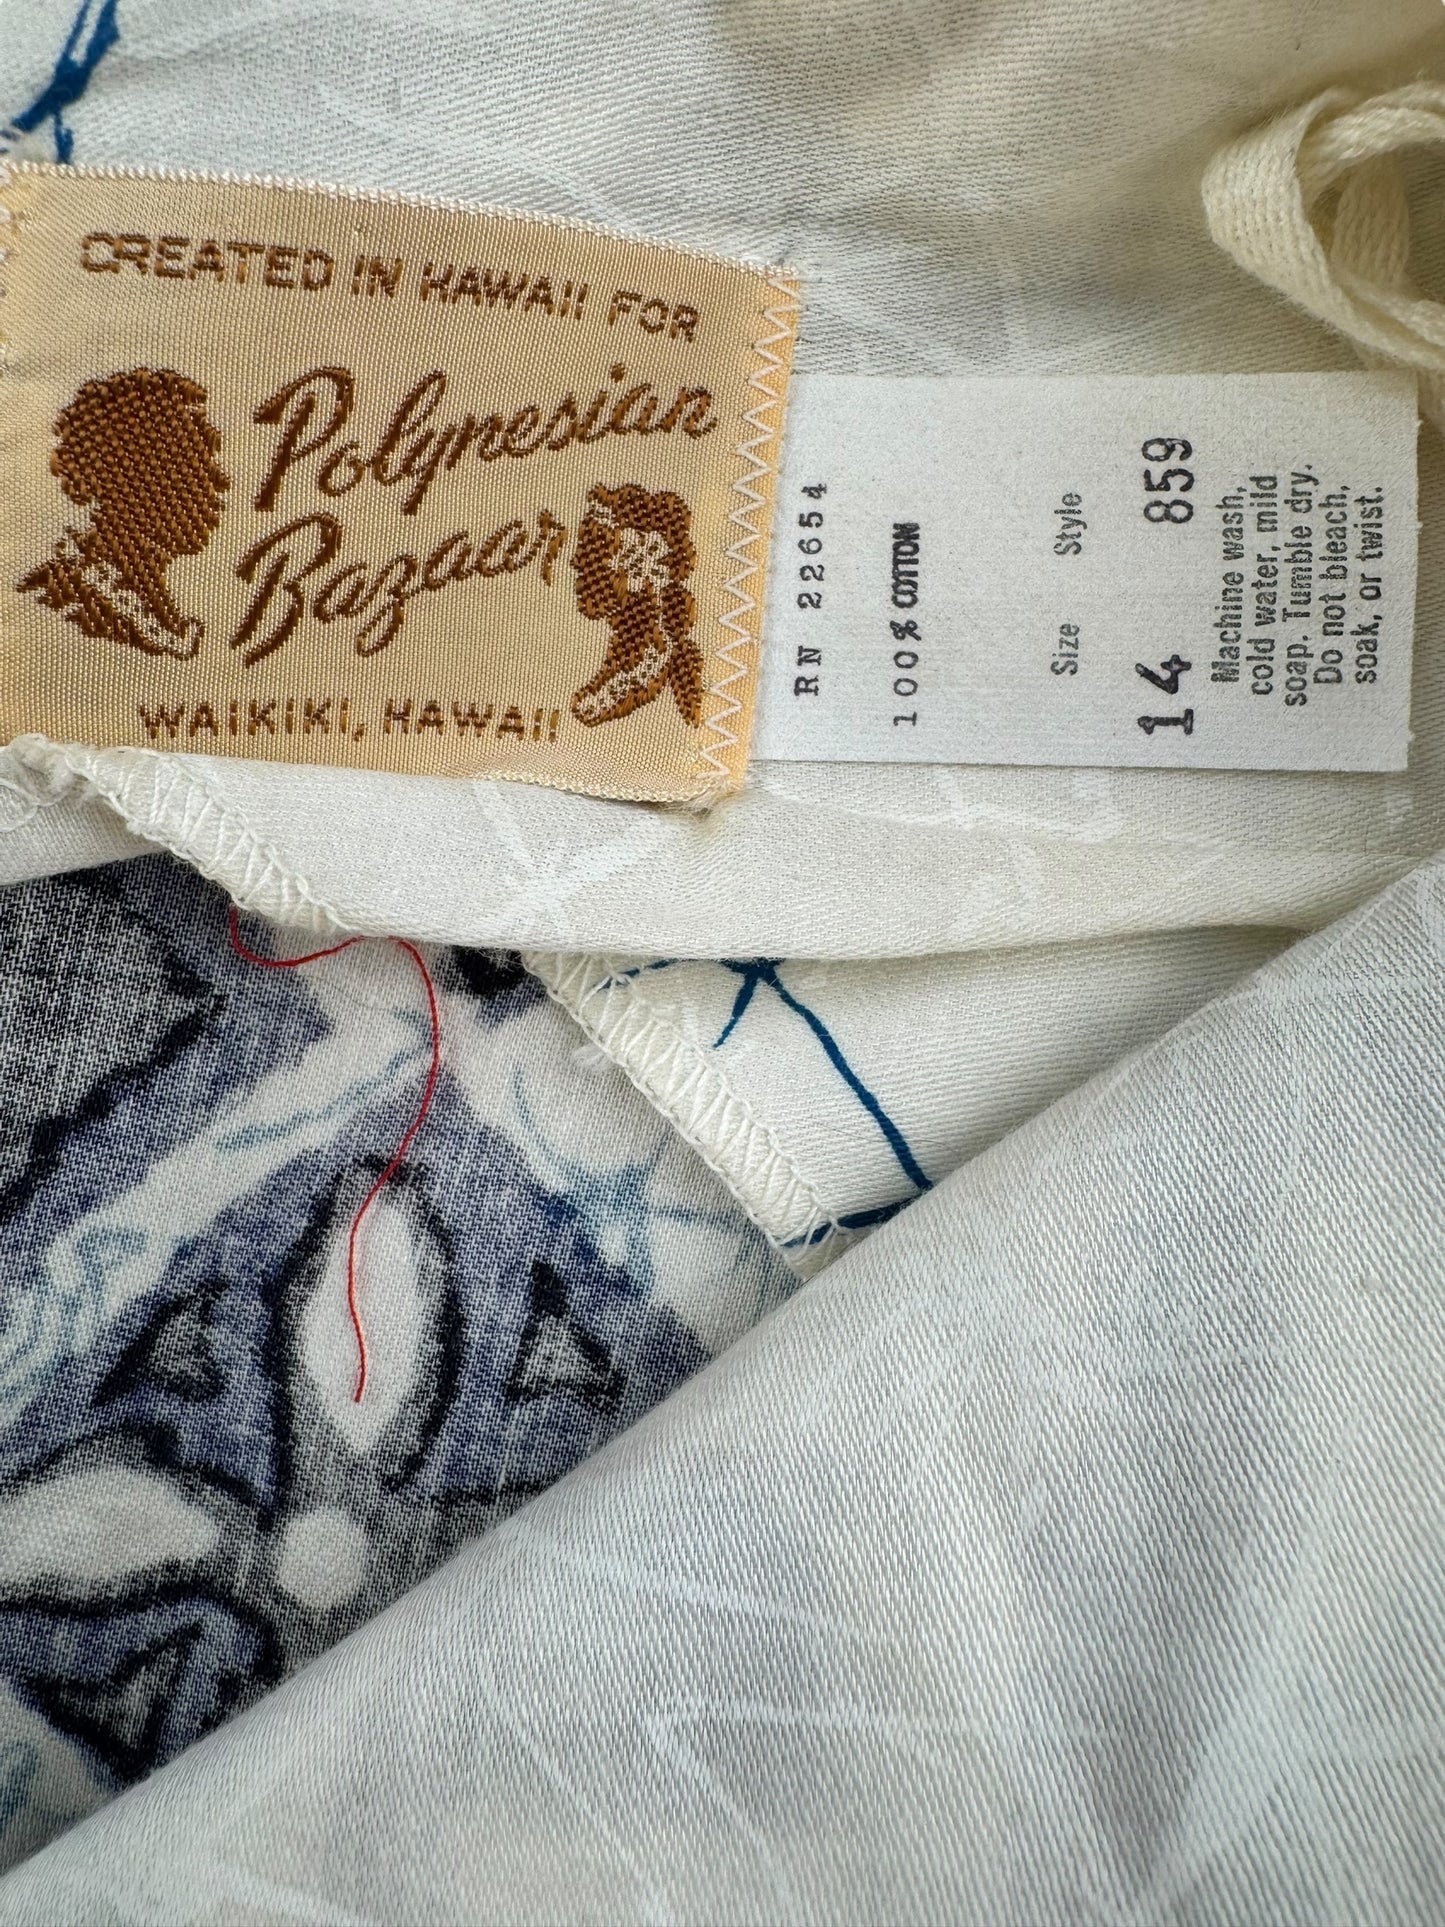 CREATED IN HAWAII FOR
Polynesian
Bazaar
WAIKIKI, HAWAII
RN 22654
100% COTTON
Size Style
14 859
Machine wash,
cold water, mild
soap. Tumble dry.
Do not bleach,
soak, or twist.